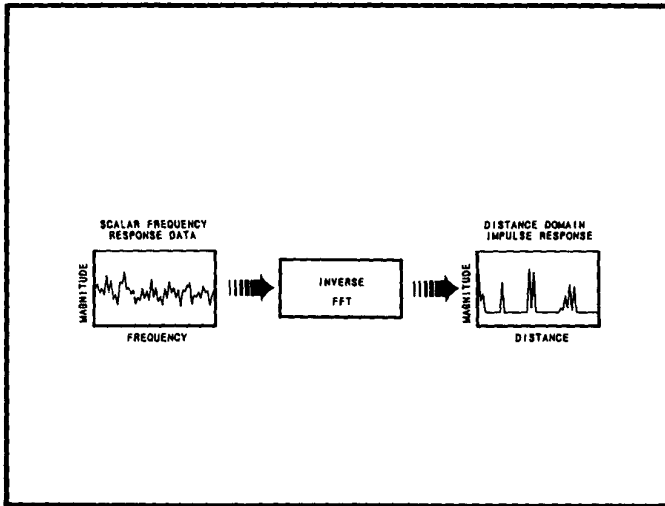 SCALAR FREQUENCY
RESPONSE DATA
MAGNITUDE
FREQUENCY
INVERSE
FFT
DISTANCE DOMAIN
IMPULSE RESPONSE
MAGNITUDE
DISTANCE